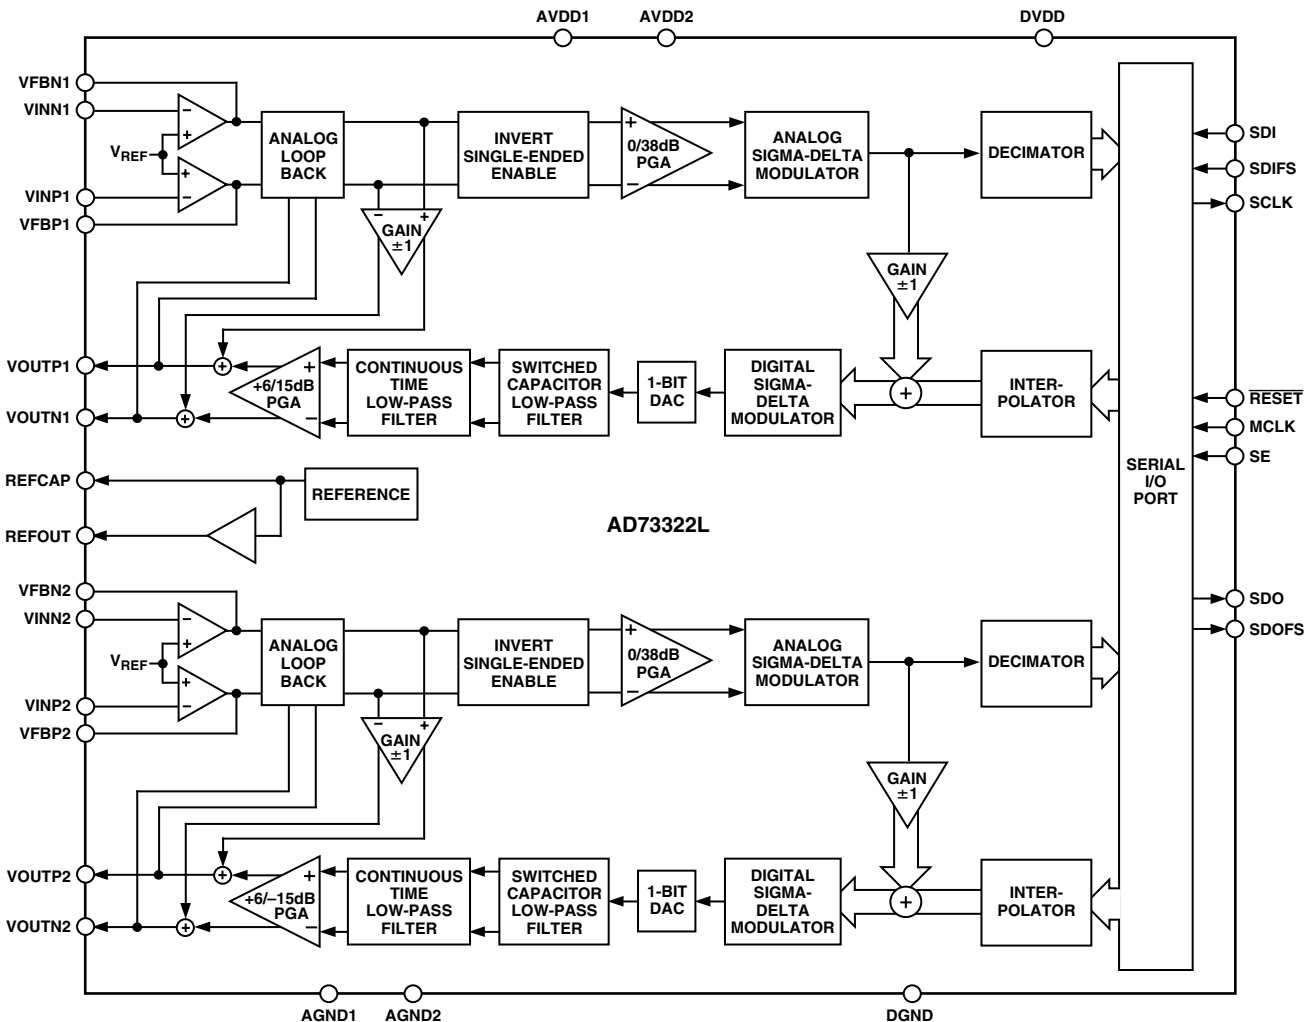 AVDD1 AVDD2 DVDD
VFBN1
VINN1
VREF
VINP1
VFBP1
− + + −
ANALOG
LOOP
BACK
INVERT
SINGLE-ENDED
ENABLE
+
0/38dB
PGA
−
ANALOG
SIGMA-DELTA
MODULATOR
DECIMATOR
SDI
SDIFS
SCLK
− +
GAIN
±1
GAIN
±1
VOUTP1
VOUTN1
+
+
+
+6/15dB
PGA
−
CONTINUOUS
TIME
LOW-PASS
FILTER
SWITCHED
CAPACITOR
LOW-PASS
FILTER
1-BIT
DAC
DIGITAL
SIGMA-
DELTA
MODULATOR
+
INTER-
POLATOR
RESET
MCLK
SE
SERIAL
I/O
PORT
REFCAP
REFOUT
REFERENCE
AD73322L
VFBN2
VINN2
VREF
VINP2
VFBP2
− + + −
ANALOG
LOOP
BACK
INVERT
SINGLE-ENDED
ENABLE
+
0/38dB
PGA
−
ANALOG
SIGMA-DELTA
MODULATOR
DECIMATOR
SDO
SDOFS
− +
GAIN
±1
GAIN
±1
VOUTP2
VOUTN2
+
+
+
+6/−15dB
PGA
−
CONTINUOUS
TIME
LOW-PASS
FILTER
SWITCHED
CAPACITOR
LOW-PASS
FILTER
1-BIT
DAC
DIGITAL
SIGMA-
DELTA
MODULATOR
+
INTER-
POLATOR
AGND1 AGND2 DGND